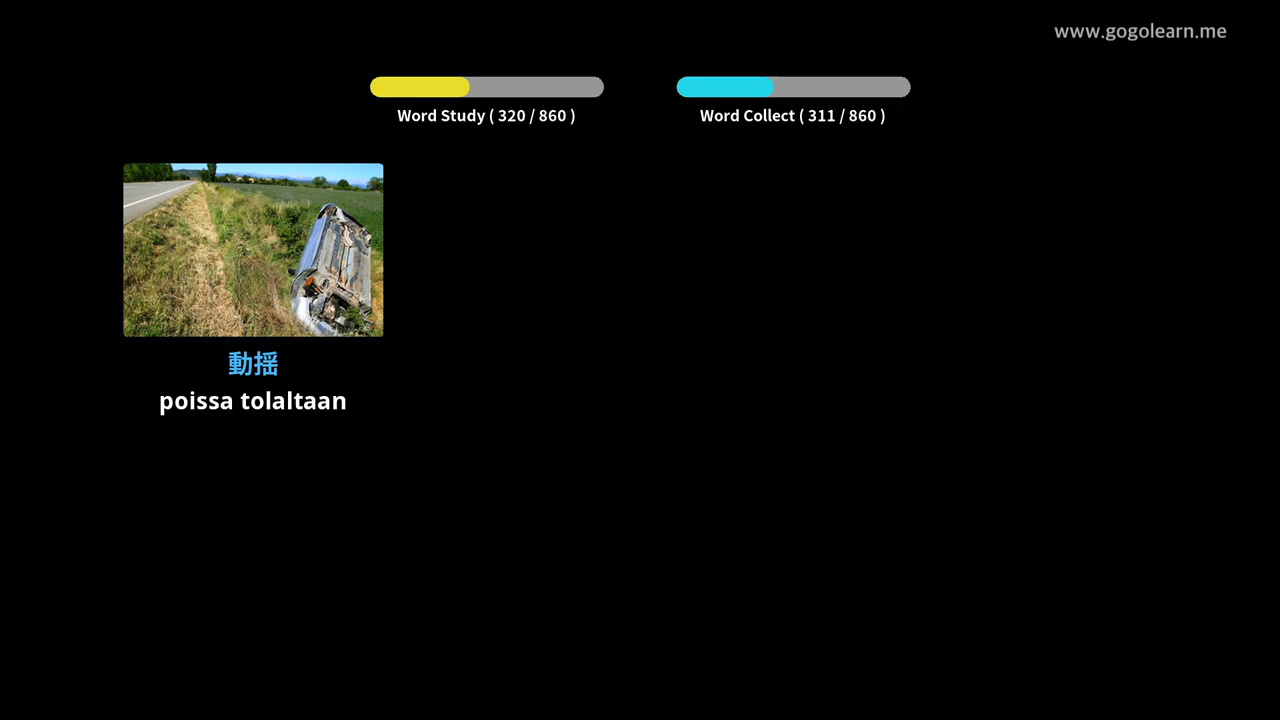 www.gogolearn.me
Word Study ( 320 / 860 )
Word Collect ( 311 / 860 )
動揺
poissa tolaltaan